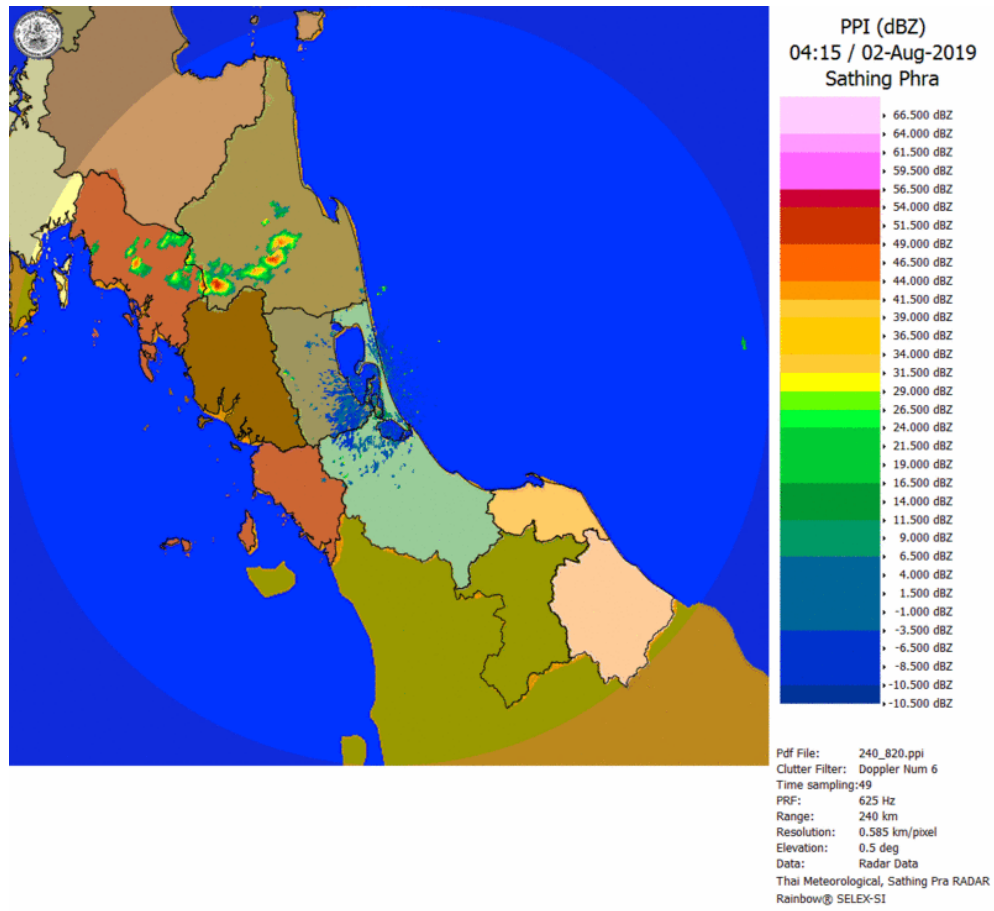 PPI (dBZ)
04:15 / 02-Aug-2019
Sathing Phra
66.500 dBZ
64.000 dBZ
61.500 dBZ
59.500 dBZ
56.500 dBZ
54.000 dBZ
51.500 dBZ
49.000 dBZ
46.500 dBZ
44.000 dBZ
41.500 dBZ
39.000 dBZ
36.500 dBZ
34.000 dBZ
31.500 dBZ
29.000 dBZ
26.500 dBZ
24.000 dBZ
21.500 dBZ
19.000 dBZ
16.500 dBZ
14.000 dBZ
11.500 dBZ
9.000 dBZ
6.500 dBZ
4.000 dBZ
1.500 dBZ
-1.000 dBZ
-3.500 dBZ
-6.500 dBZ
-8.500 dBZ
-10.500 dBZ
-10.500 dBZ
Pdf File: 240_820.ppi
Clutter Filter: Doppler Num 6
Time sampling:49
PRF: 625 Hz
Range: 240 km
Resolution: 0.585 km/pixel
Elevation: 0.5 deg
Data: Radar Data
Thai Meteorological, Sathing Pra RADAR
Rainbow® SELEX-SI